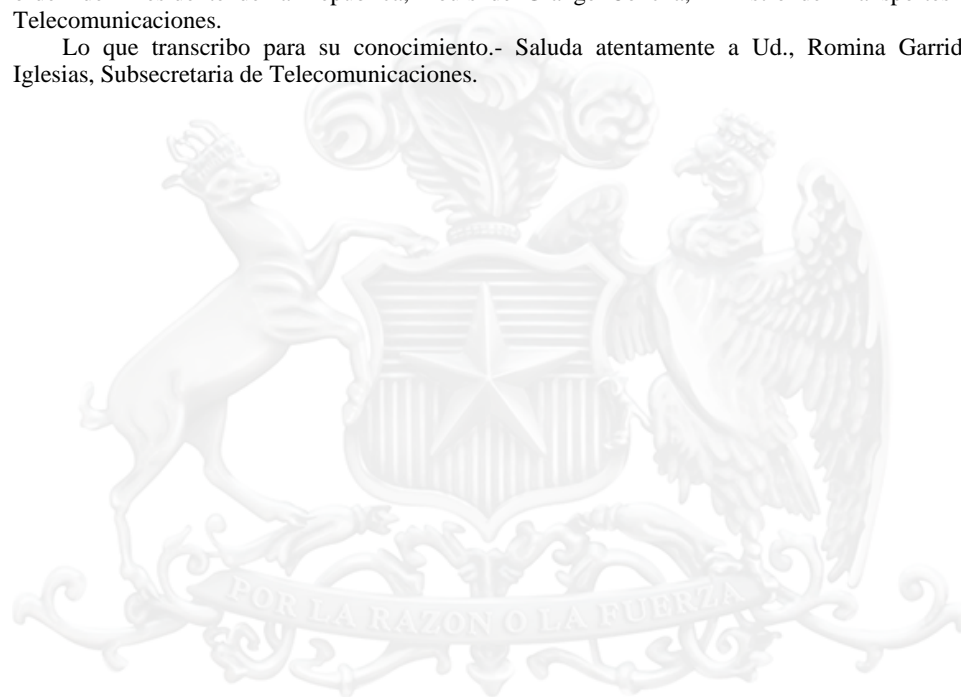 Telecomunicaciones.
Lo que transcribo para su conocimiento.- Saluda atentamente a Ud., Romina Garrid
Iglesias, Subsecretaria de Telecomunicaciones.
POR LA RAZON O LA FUERZA